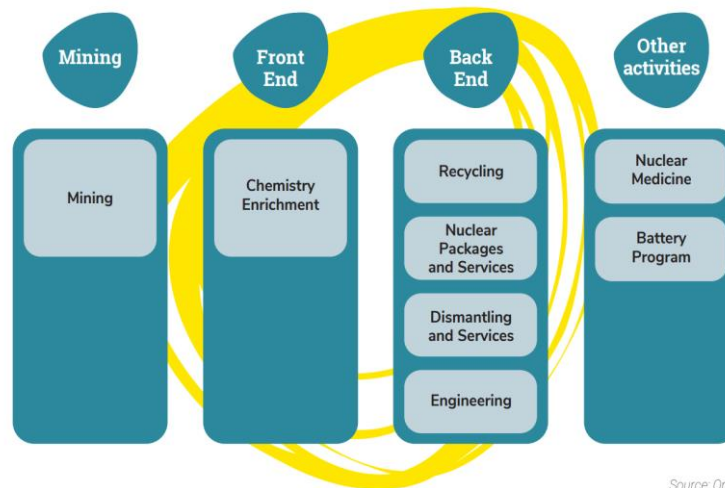 Mining
Front
End
Back
End
Other
activities
Mining
Chemistry
Enrichment
Recycling
Nuclear
Packages
and Services
Dismantling
and Services
Engineering
Nuclear
Medicine
Battery
Program
Source: